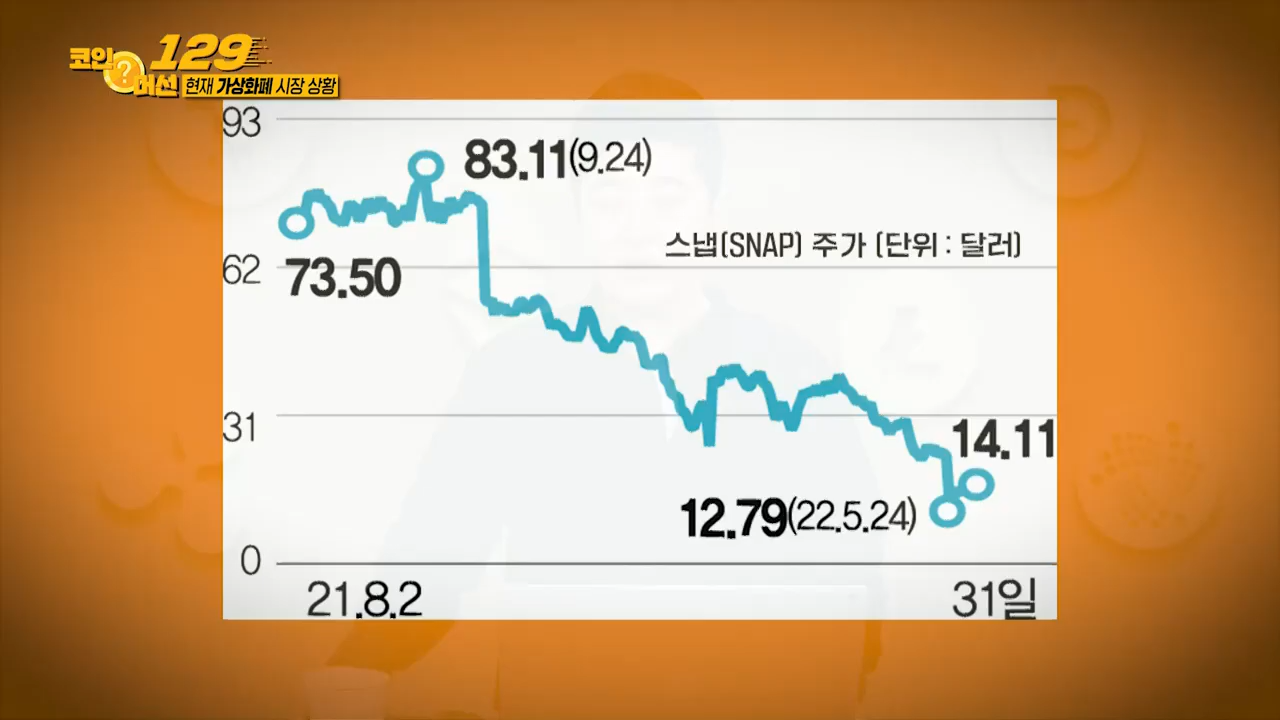 코인 129
?
머선 현재 가상화폐 시장 상황
93
83.11(9.24)
스냅(SNAP) 주가 (단위 : 달러)
62
73.50
31
14.11
12.79(22.5.24)
0
21.8.2
31일